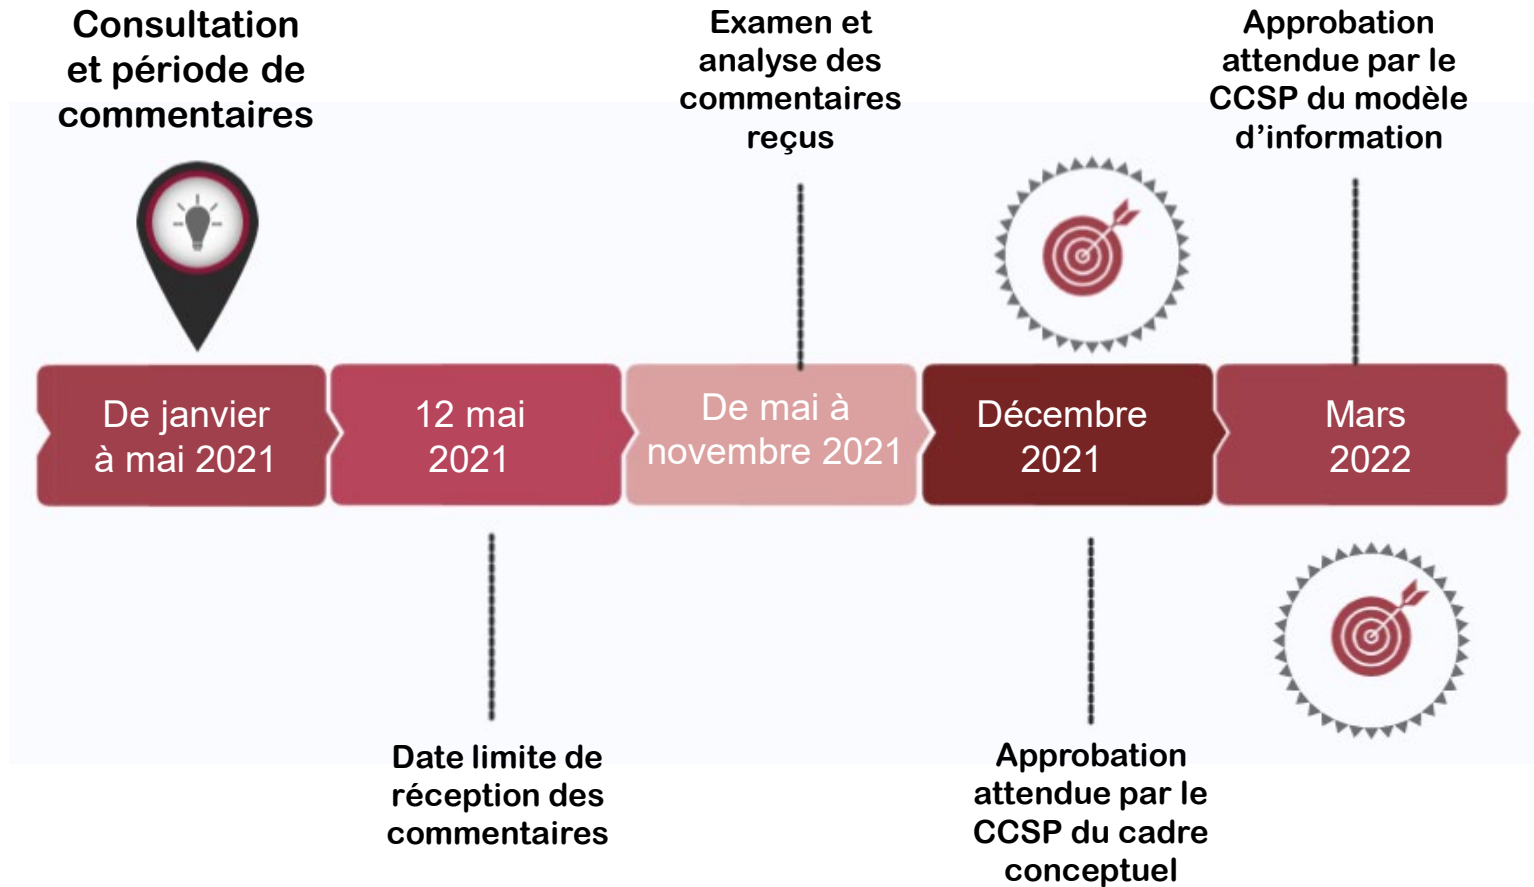 Consultation
et période de
commentaires
Examen et
analyse des
commentaires
reçus
Approbation
attendue par le
CCSP du modèle
d’information
De janvier
à mai 2021
12 mai
2021
De mai à
novembre 2021
Décembre
2021
Mars
2022
Date limite de
réception des
commentaires
Approbation
attendue par le
CCSP du cadre
conceptuel